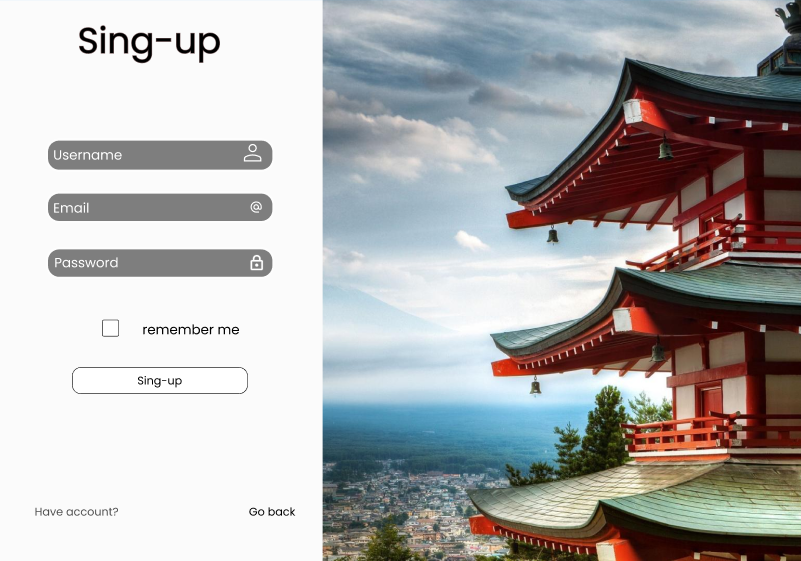 Sing-up
Username
Email @
Password
remember me
Sing-up
Have account? Go back